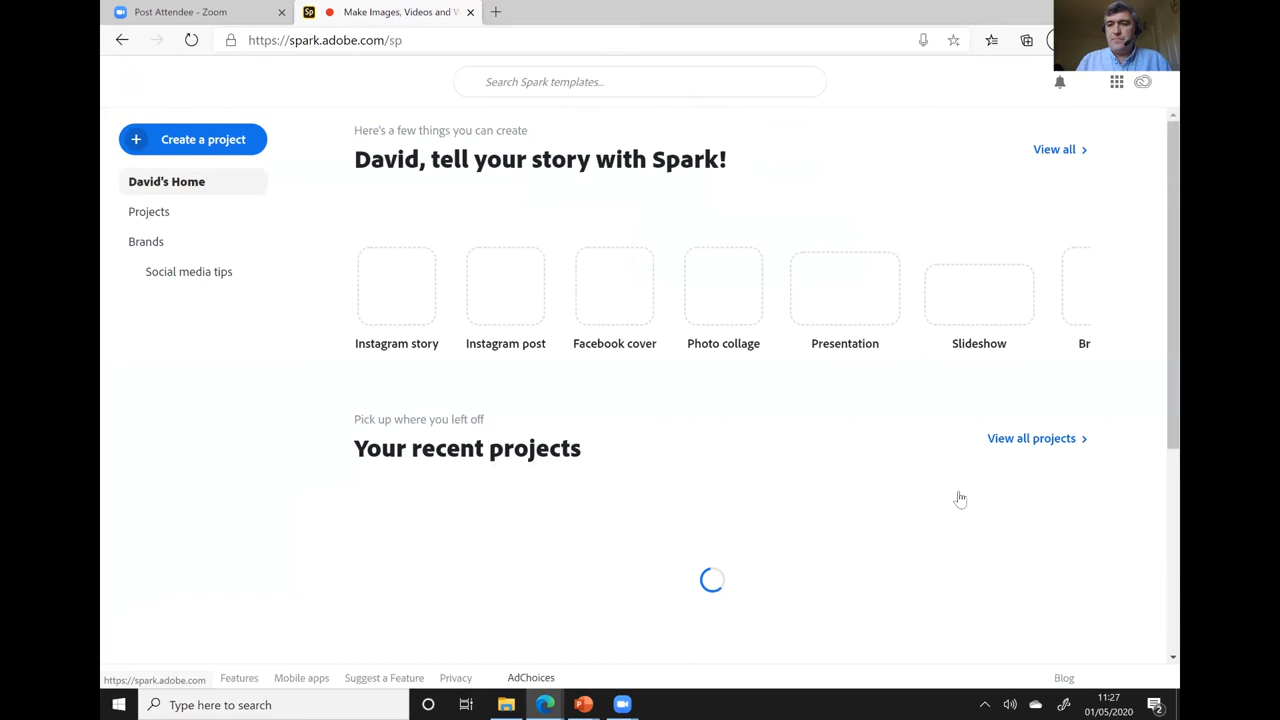 Post Attendee - Zoom
Sp
Make Images, Videos and
https://spark.adobe.com/sp
Search Spark templates...
Here's a few things you can create
Create a project
View all
David, tell your story with Spark!
David's Home
Projects
Brands
Social media tips
Instagram story
Instagram post
Facebook cover
Photo collage
Presentation
Slideshow
Br
Pick up where you left off
View all projects
Your recent projects
https://spark.adobe.com
Features
Mobile apps
Suggest a Feature
Privacy
AdChoices
Blog
Type here to search
11:27
01/05/2020
2